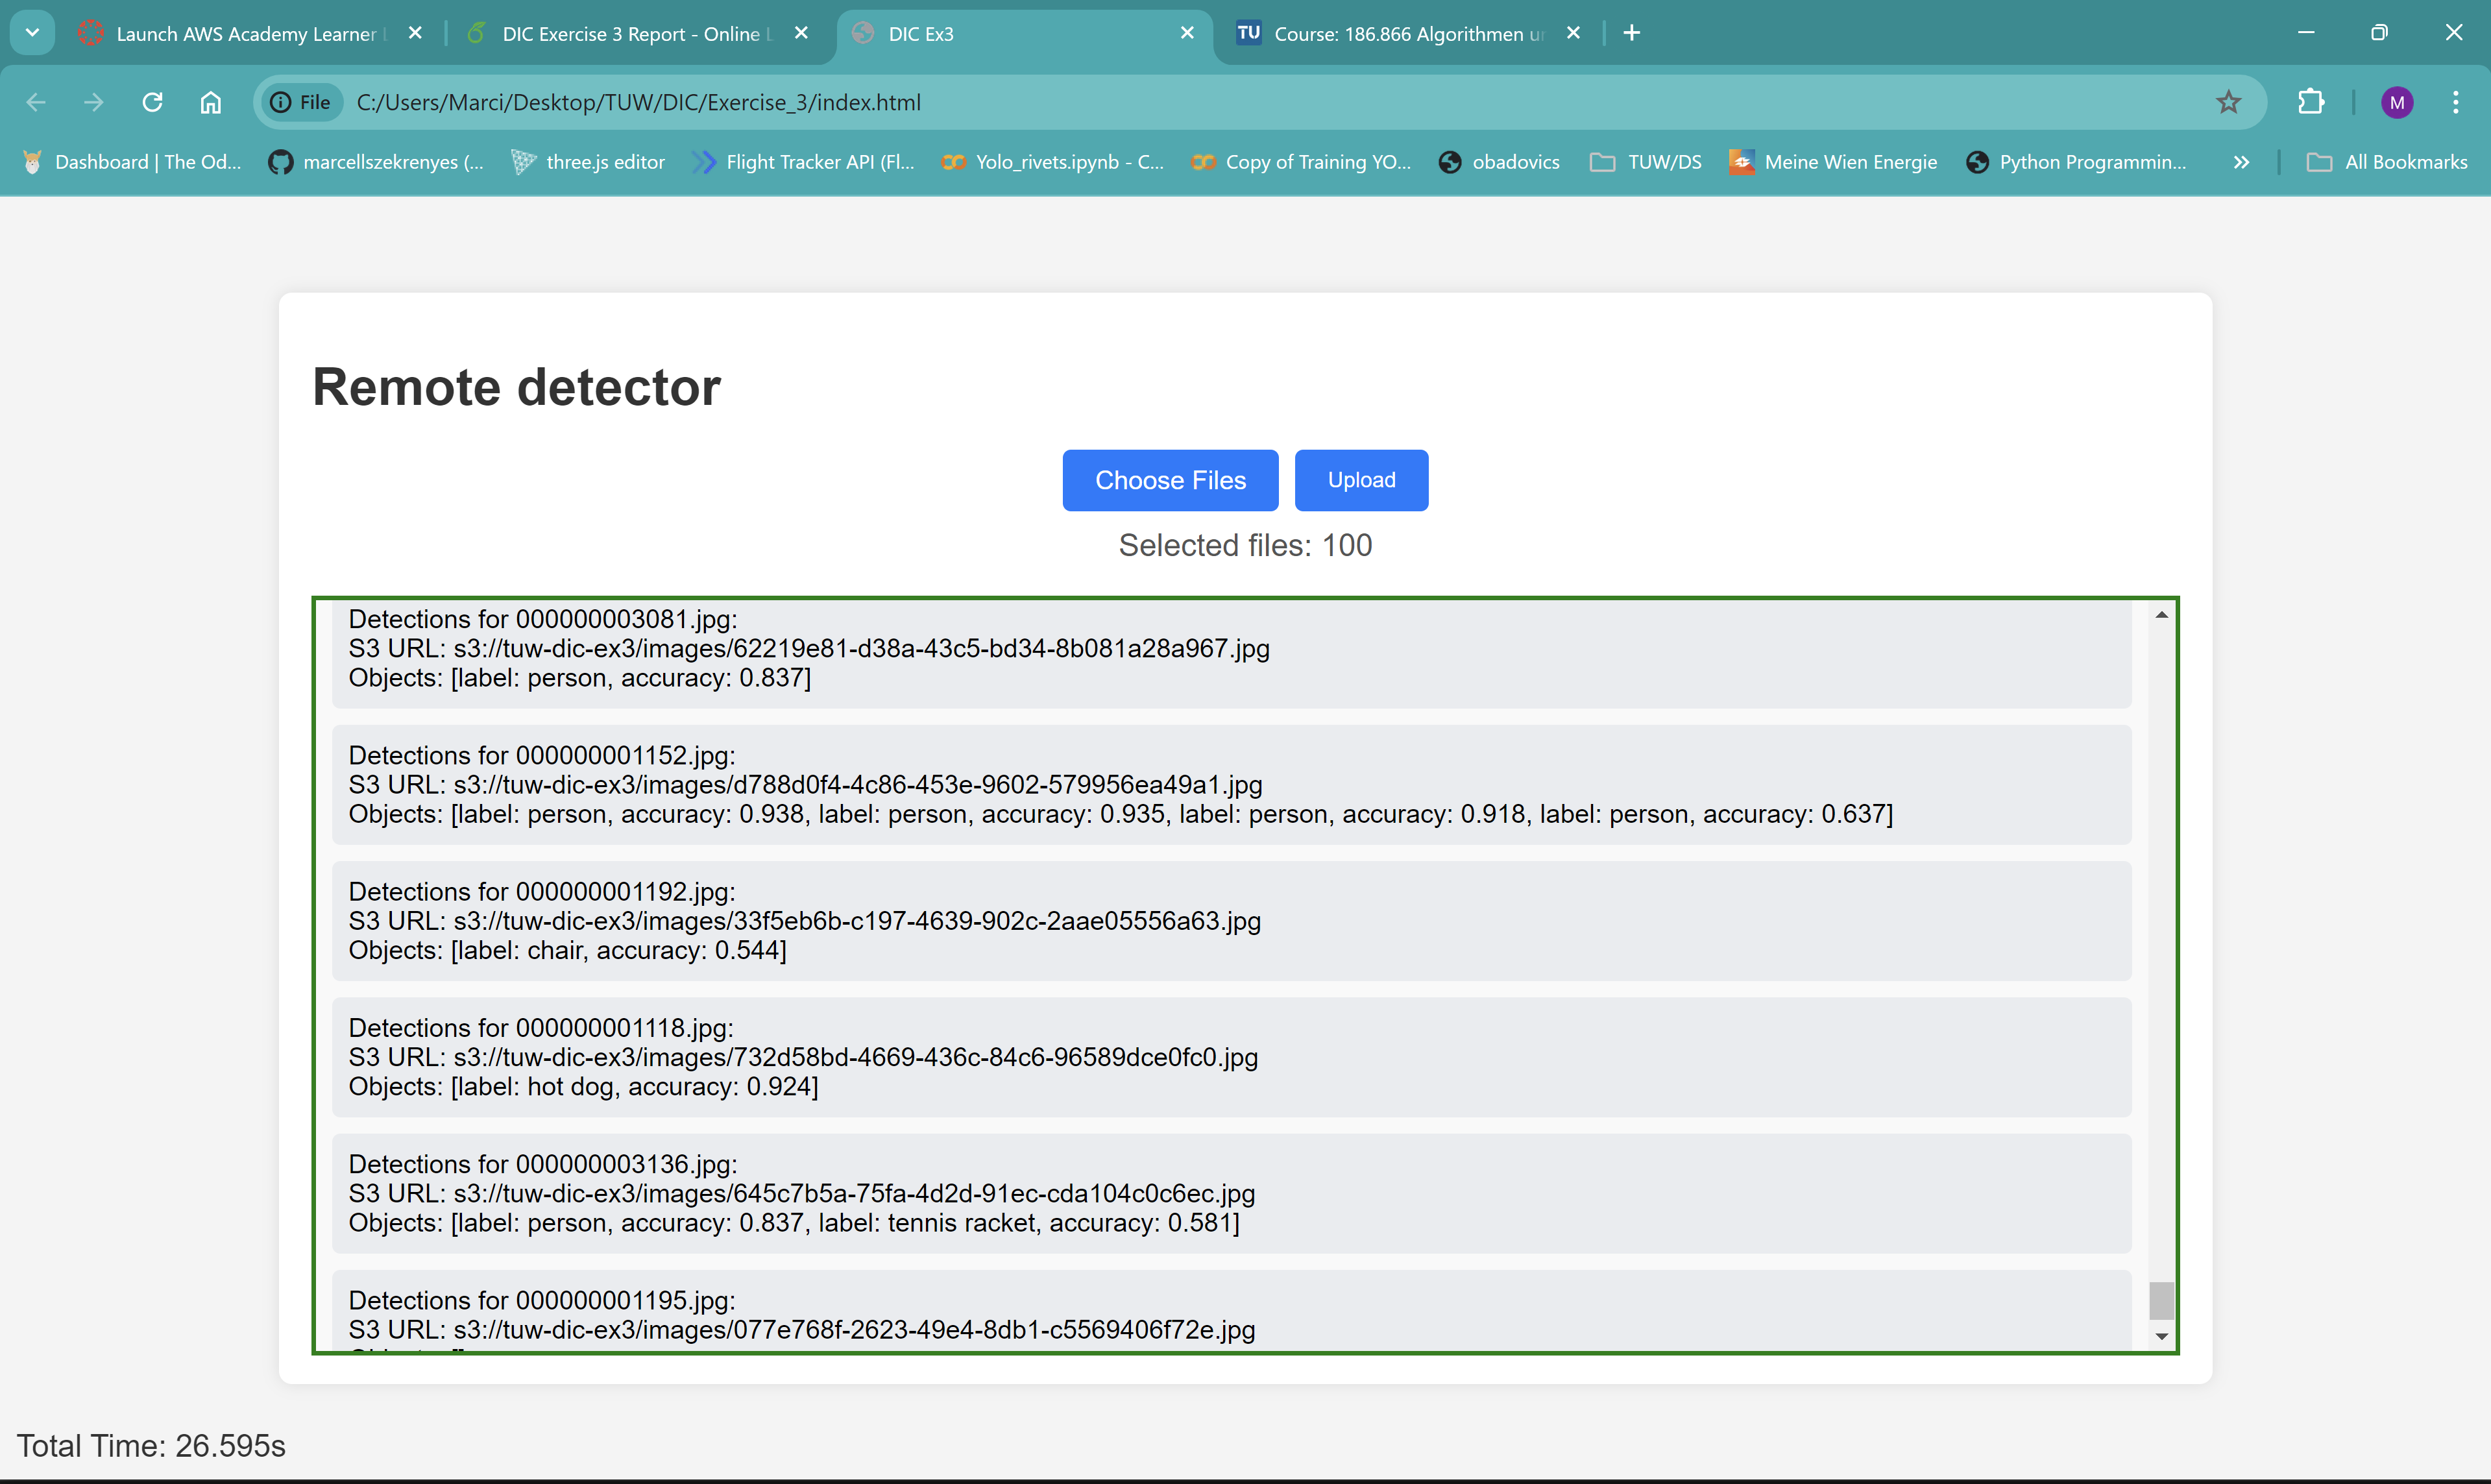 Launch AWS Academy Learner
DIC Exercise 3 Report - Online L
DIC Ex3
TU Course: 186.866 Algorithmen un
File C:/Users/Marci/Desktop/TUW/DIC/Exercise_3/index.html
M
Dashboard | The Od...
marcellszekrenyes (...
three.js editor
Flight Tracker API (Fl...
Yolo_rivets.ipynb - C...
Copy of Training YO...
obadovics
TUW/DS
Meine Wien Energie
Python Programmin...
All Bookmarks
Remote detector
Choose Files
Upload
Selected files: 100
Detections for 000000003081.jpg:
S3 URL: s3://tuw-dic-ex3/images/62219e81-d38a-43c5-bd34-8b081a28a967.jpg
Objects: [label: person, accuracy: 0.837]
Detections for 000000001152.jpg:
S3 URL: s3://tuw-dic-ex3/images/d788d0f4-4c86-453e-9602-579956ea49a1.jpg
Objects: [label: person, accuracy: 0.938, label: person, accuracy: 0.935, label: person, accuracy: 0.918, label: person, accuracy: 0.637]
Detections for 000000001192.jpg:
S3 URL: s3://tuw-dic-ex3/images/33f5eb6b-c197-4639-902c-2aae05556a63.jpg
Objects: [label: chair, accuracy: 0.544]
Detections for 000000001118.jpg:
S3 URL: s3://tuw-dic-ex3/images/732d58bd-4669-436c-84c6-96589dce0fc0.jpg
Objects: [label: hot dog, accuracy: 0.924]
Detections for 000000003136.jpg:
S3 URL: s3://tuw-dic-ex3/images/645c7b5a-75fa-4d2d-91ec-cda104c0c6ec.jpg
Objects: [label: person, accuracy: 0.837, label: tennis racket, accuracy: 0.581]
Detections for 000000001195.jpg:
S3 URL: s3://tuw-dic-ex3/images/077e768f-2623-49e4-8db1-c5569406f72e.jpg
Total Time: 26.595s